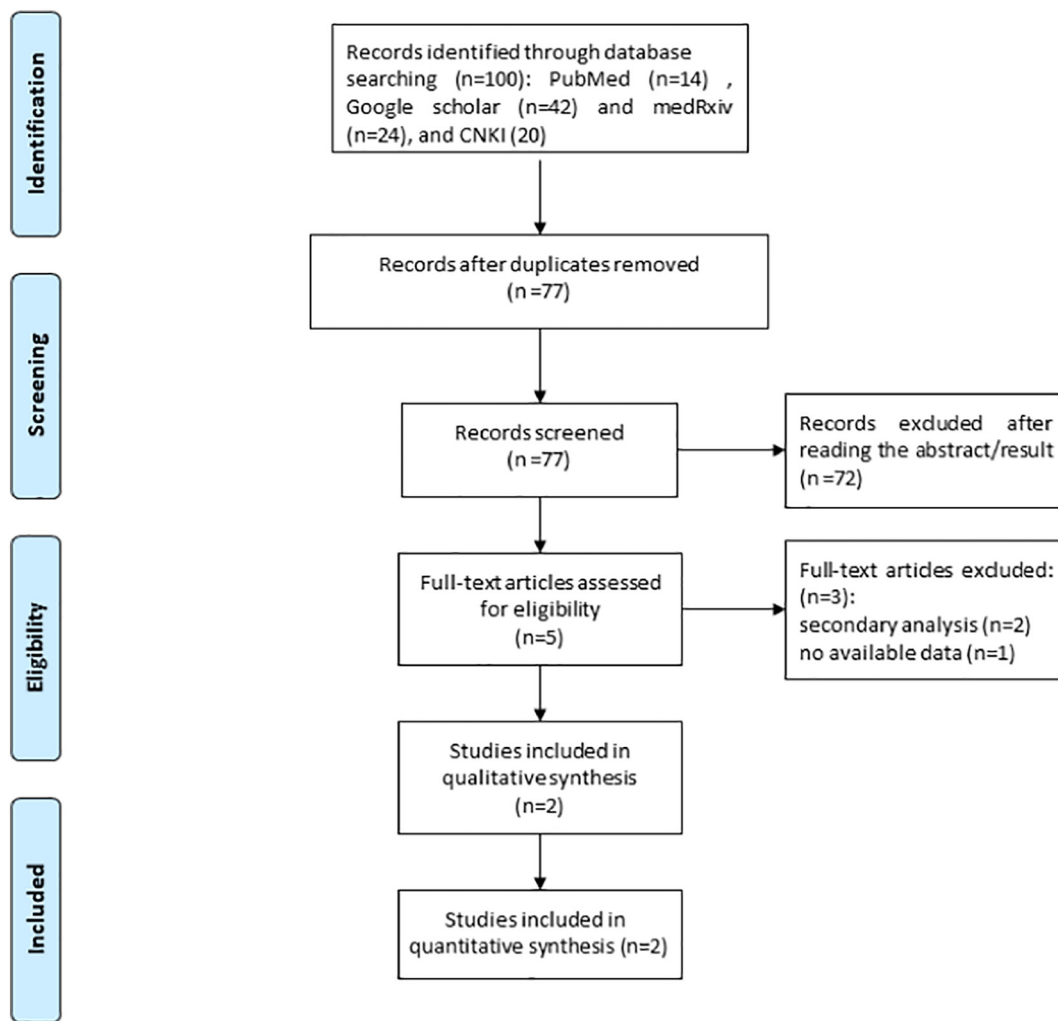 Identification
Records identified through database
searching (n=100): PubMed (n=14) ,
Google scholar (n=42) and medRxiv
(n=24), and CNKI (20)
Records after duplicates removed
(n =77)
Screening
Records screened
(n=77)
Records excluded after
reading the abstract/result
(n =72)
Eligibility
Full-text articles assessed
for eligibility
(n=5)
Full-text articles excluded:
(n=3):
secondary analysis (n=2)
no available data (n=1)
Studies included in
qualitative synthesis
(n=2)
Included
Studies included in
quantitative synthesis (n=2)